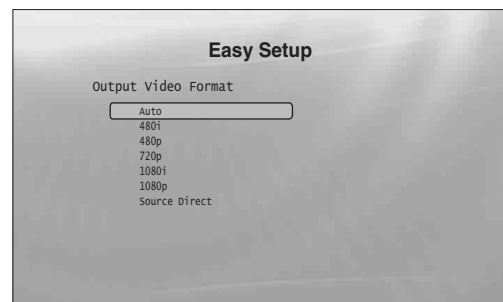 Easy Setup
Output Video Format
Auto
480i
480p
720p
1080i
1080p
Source Direct